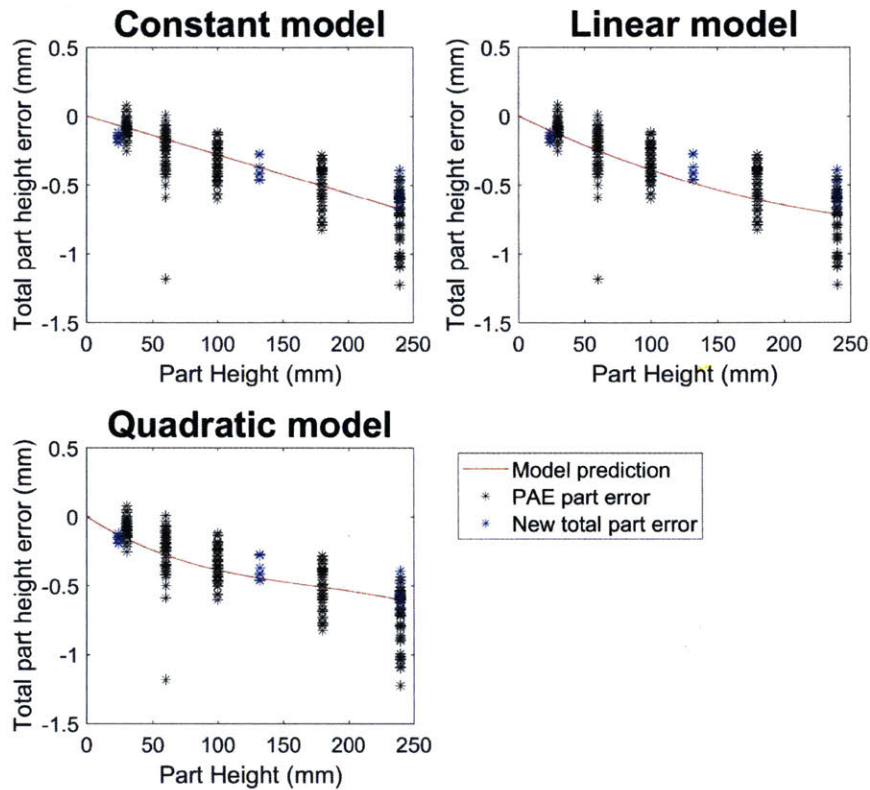 Constant model
Total part height error (mm)
0.5
0
-0.5
-1
-1.5
0
50
100
150
200
250
Part Height (mm)
Linear model
Total part height error (mm)
0.5
0
-0.5
-1
-1.5
0
50
100
150
200
250
Part Height (mm)
Quadratic model
Total part height error (mm)
0.5
0
-0.5
-1
-1.5
0
50
100
150
200
250
Part Height (mm)
Model prediction
PAE part error
New total part error